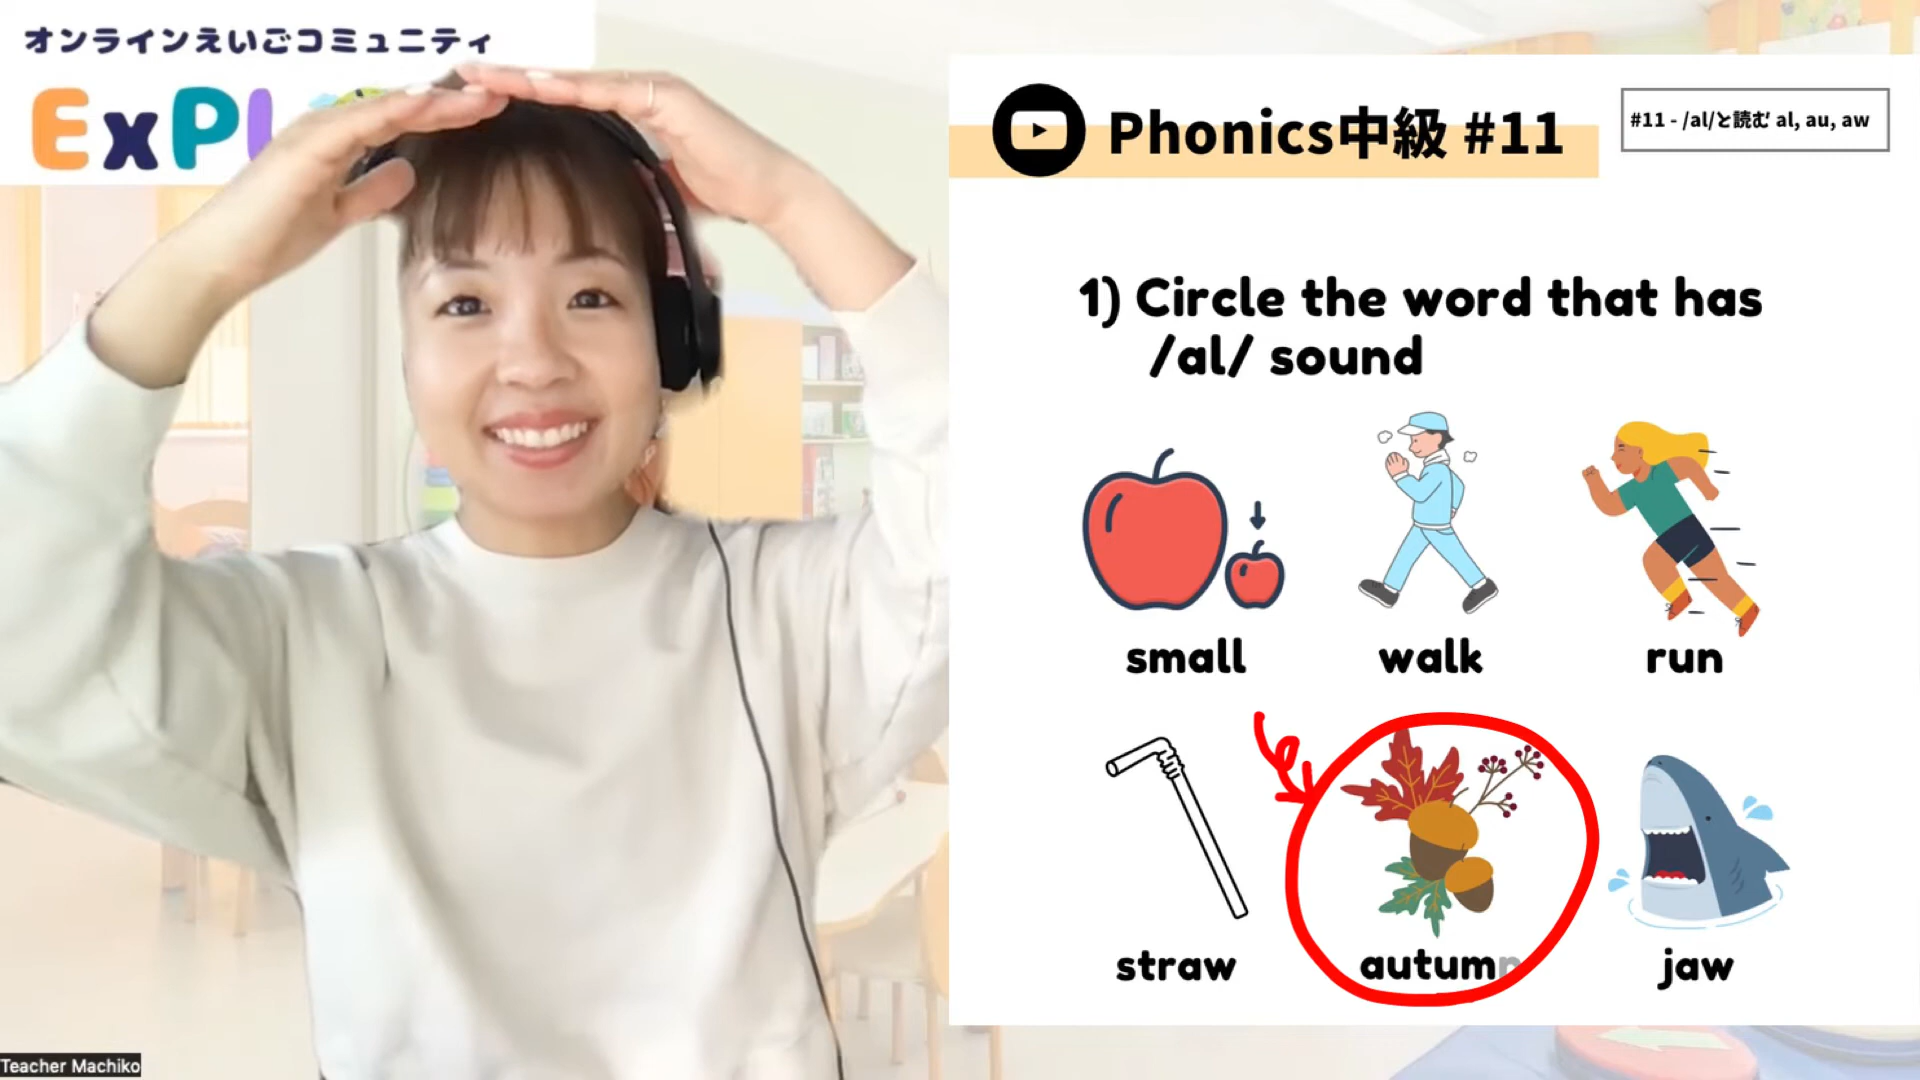 オンラインえいごコミュニティ
ExPL
Phonics中級 #11
#11 - /al/と読む al, au, aw
1) Circle the word that has
/al/ sound
small
walk
run
straw
autumn
jaw
Teacher Machiko